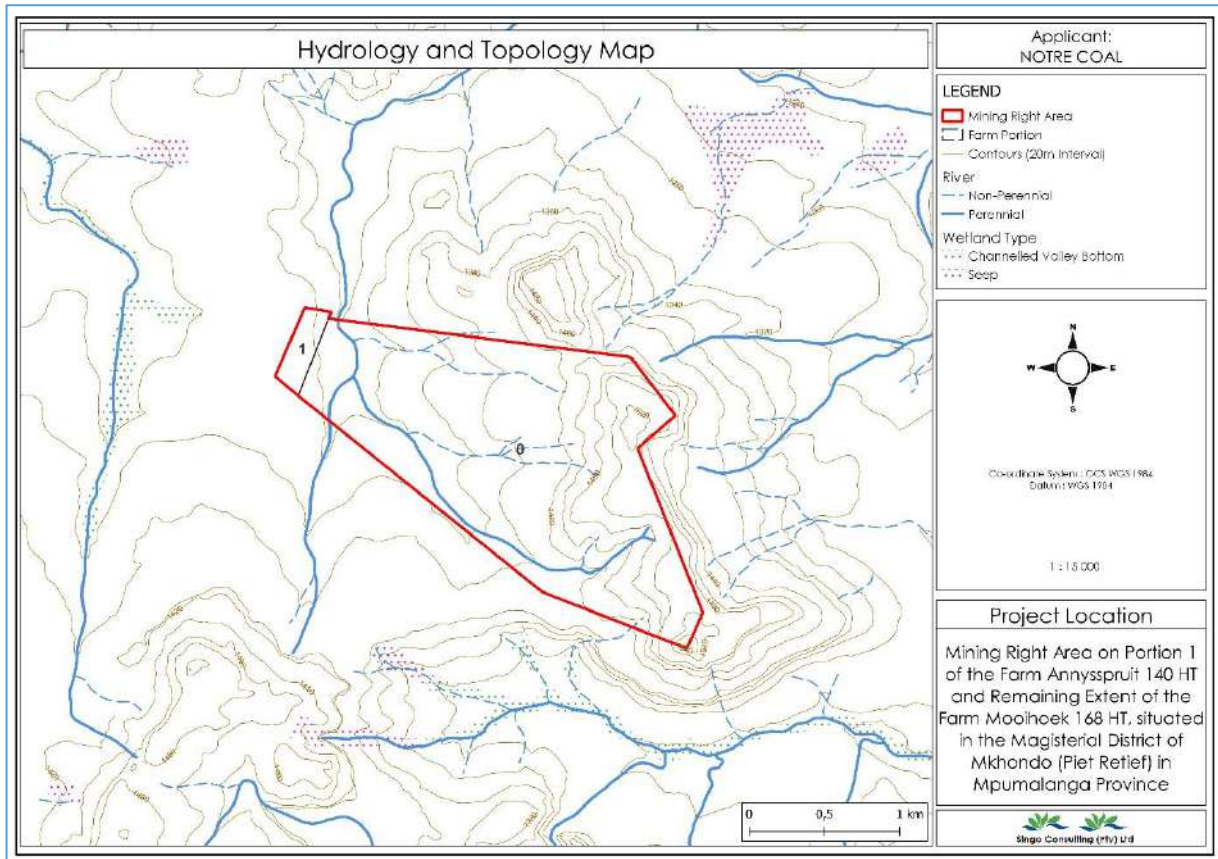 Hydrology and Topology Map
Applicant:
NOTRE COAL
LEGEND
Mining Right Area
Farm Portion
Contours (20m Interval)
River
Non-Perennial
Perennial
Wetland Type
Channelled Valley Bottom
Seep
1
0
N
W
E
S
Coordinate System : GCS WGS 1984
Datum : WGS 1984
1 : 15 000
Project Location
Mining Right Area on Portion 1
of the Farm Annysspruit 140 HT
and Remaining Extent of the
Farm Mooihoek 168 HT, situated
in the Magisterial District of
Mkhondo (Piet Retief) in
Mpumalanga Province
0 0,5 1 km
Singo Consulting (Pty) Ltd